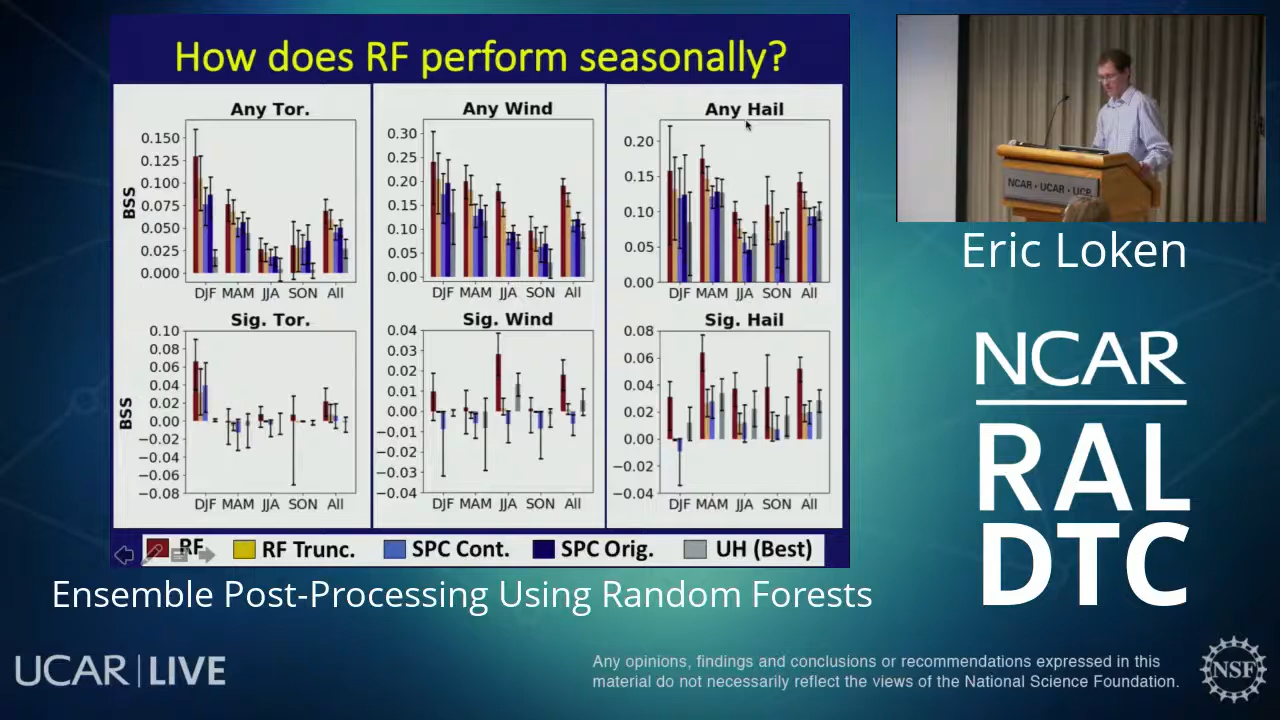 How does RF perform seasonally?
Any Tor.
Any Wind
Any Hail
BSS
0.150
0.125
0.100
0.075
0.050
0.025
0.000
DJF MAM JJA SON All
0.30
0.25
0.20
0.15
0.10
0.05
0.00
DJF MAM JJA SON All
0.20
0.15
0.10
0.05
0.00
DJF MAM JJA SON All
Sig. Tor.
Sig. Wind
Sig. Hail
BSS
0.10
0.08
0.06
0.04
0.02
0.00
−0.02
−0.04
−0.06
−0.08
DJF MAM JJA SON All
0.04
0.03
0.02
0.01
0.00
−0.01
−0.02
−0.03
−0.04
DJF MAM JJA SON All
0.08
0.06
0.04
0.02
0.00
−0.02
−0.04
DJF MAM JJA SON All
RF
RF Trunc.
SPC Cont.
SPC Orig.
UH (Best)
NCAR · UCAR · UCP
Eric Loken
NCAR
RAL
DTC
Ensemble Post-Processing Using Random Forests
UCAR | LIVE
Any opinions, findings and conclusions or recommendations expressed in this
material do not necessarily reflect the views of the National Science Foundation.
NSF